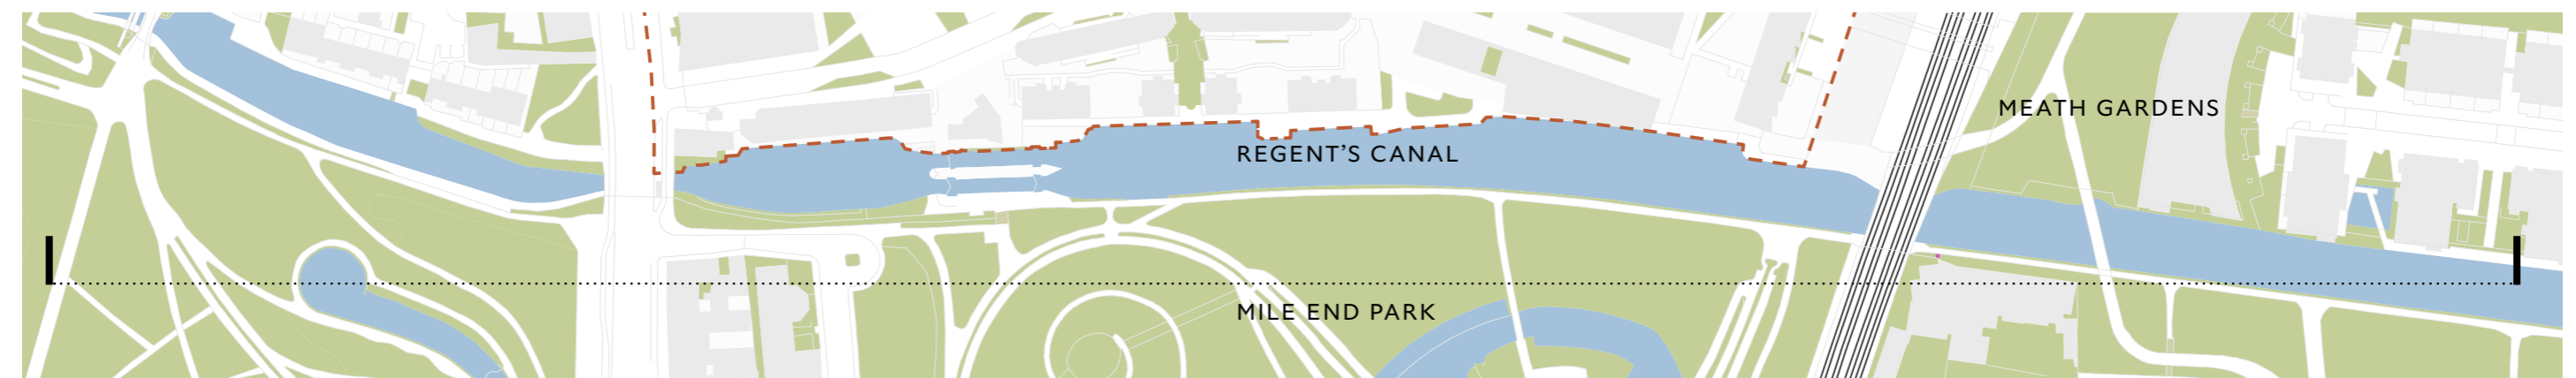 MEATH GARDENS
REGENT’S CANAL
MILE END PARK